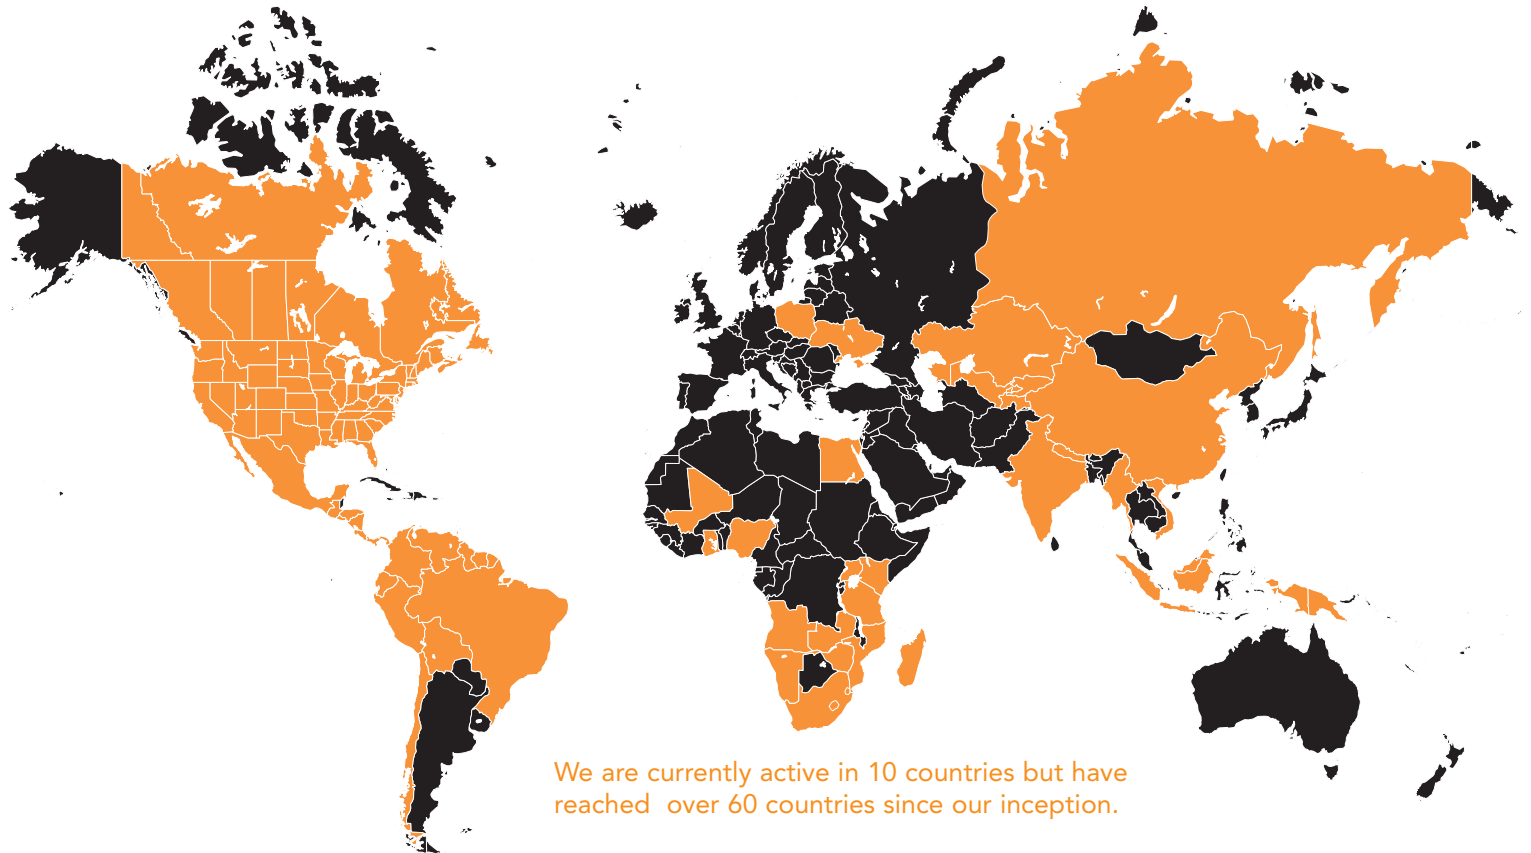 We are currently active in 10 countries but have
reached  over 60 countries since our inception.